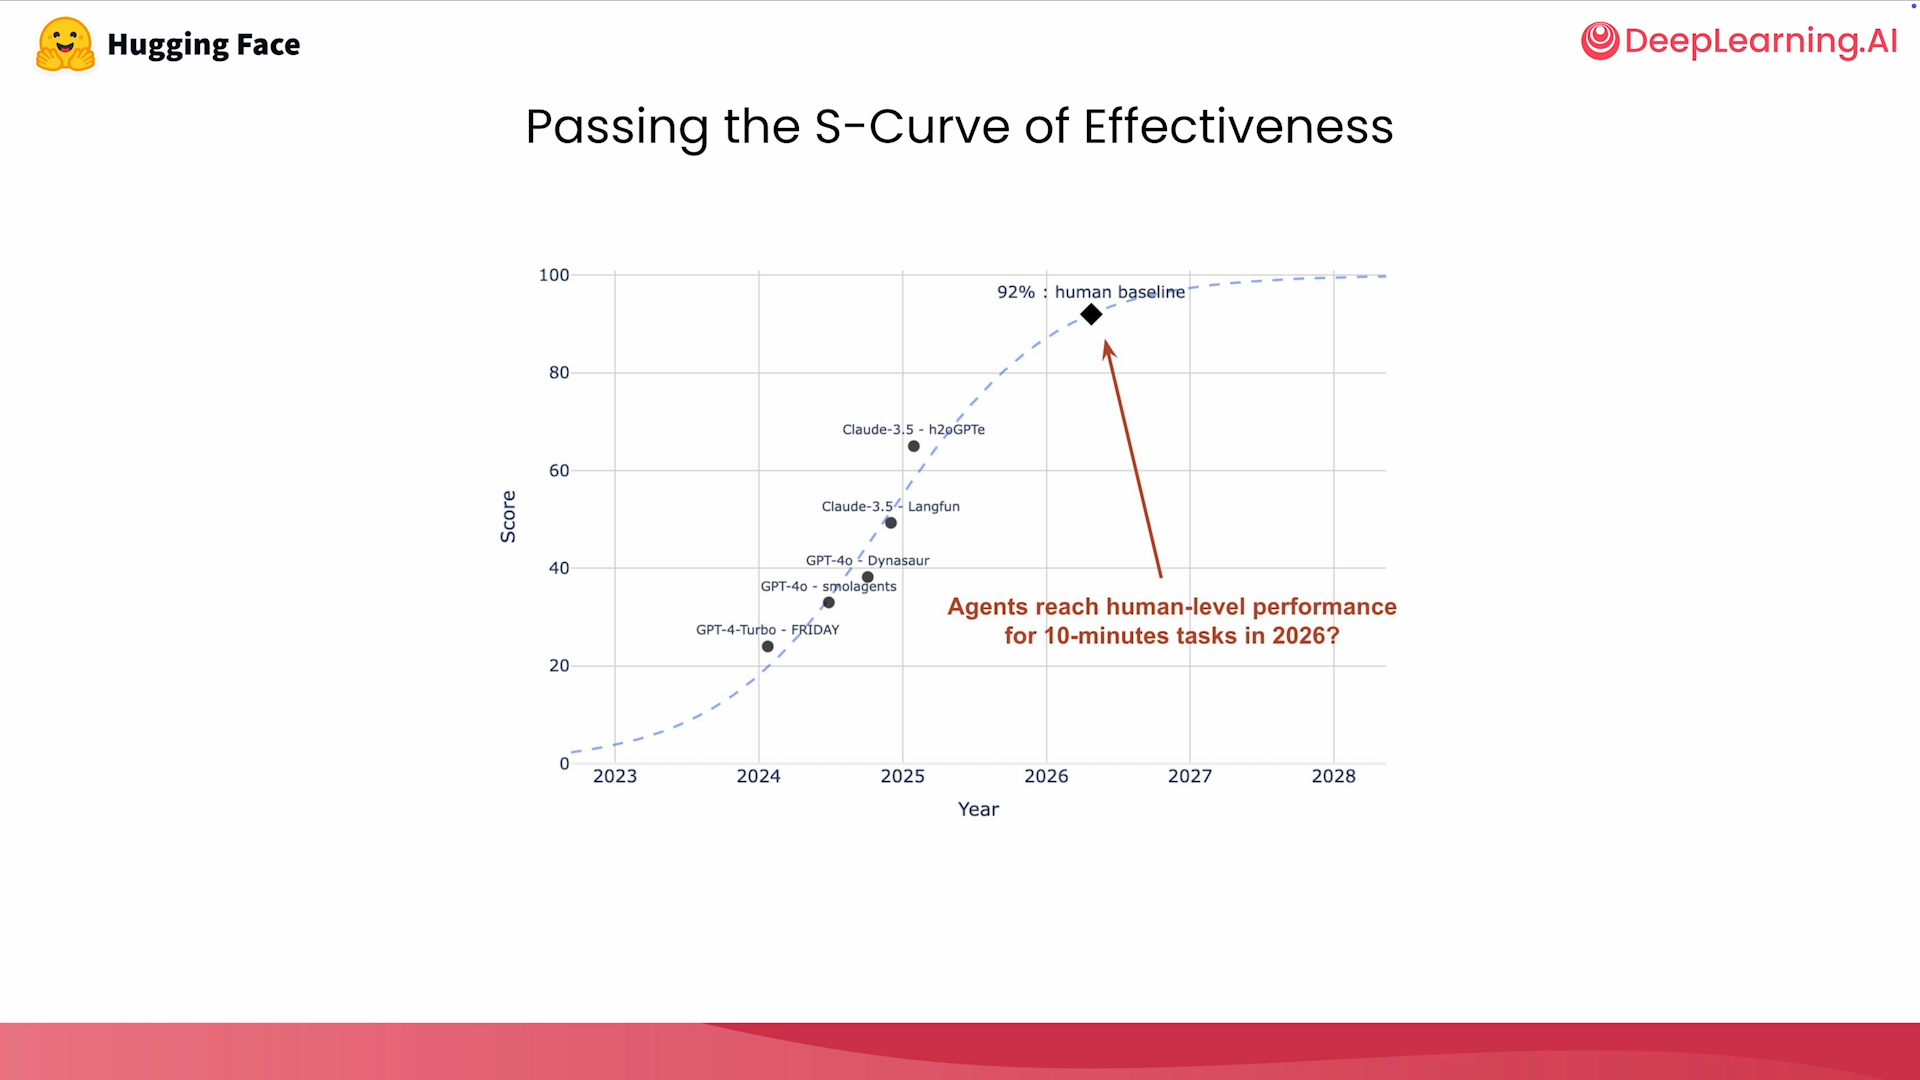 Hugging Face
DeepLearning.AI
Passing the S-Curve of Effectiveness
100
92% : human baseline
80
Claude-3.5 - h2oGPTe
60
Score
Claude-3.5 - Langfun
GPT-4o - Dynasaur
40
GPT-4o - smolagents
Agents reach human-level performance
for 10-minutes tasks in 2026?
GPT-4-Turbo - FRIDAY
20
0
2023 2024 2025 2026 2027 2028
Year